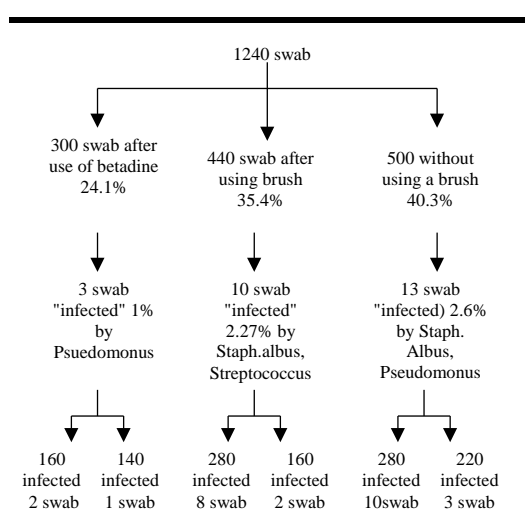 1240 swab
300 swab after
use of betadine
24.1%
440 swab after
using brush
35.4%
500 without
using a brush
40.3%
3 swab
"infected" 1%
by
Psuedomonus
10 swab
"infected"
2.27% by
Staph.albus,
Streptococcus
13 swab
"infected) 2.6%
by Staph.
Albus,
Pseudomonus
160
infected
2 swab
140
infected
1 swab
280
infected
8 swab
160
infected
2 swab
280
infected
10swab
220
infected
3 swab